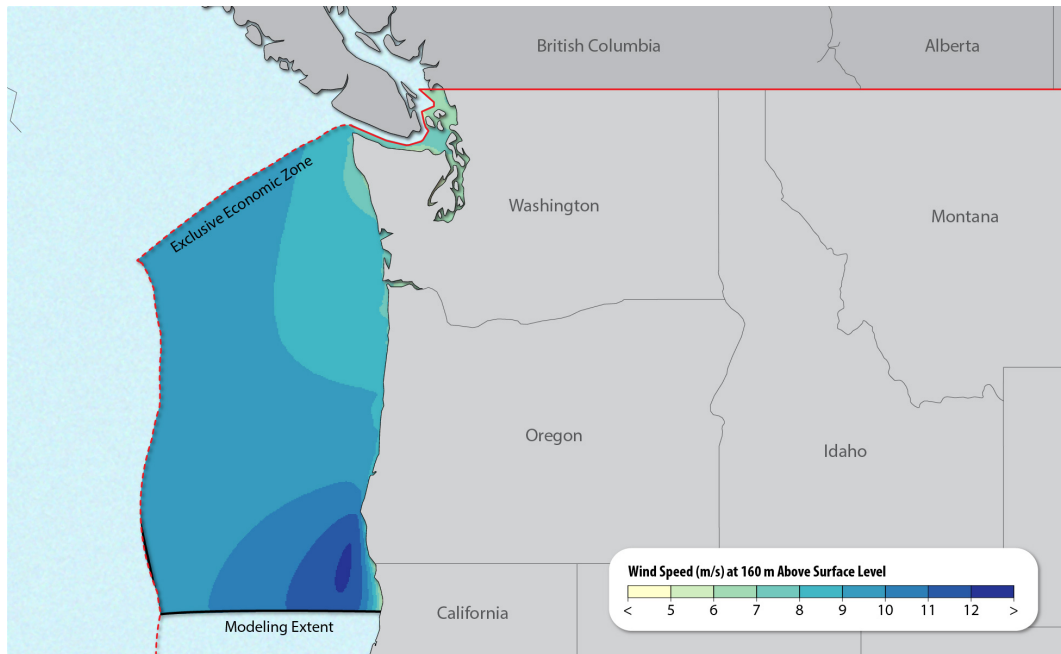 British Columbia
Alberta
Exclusive Economic Zone
Washington
Montana
Oregon
Idaho
Wind Speed (m/s) at 160 m Above Surface Level
< 5 6 7 8 9 10 11 12 >
California
Modeling Extent